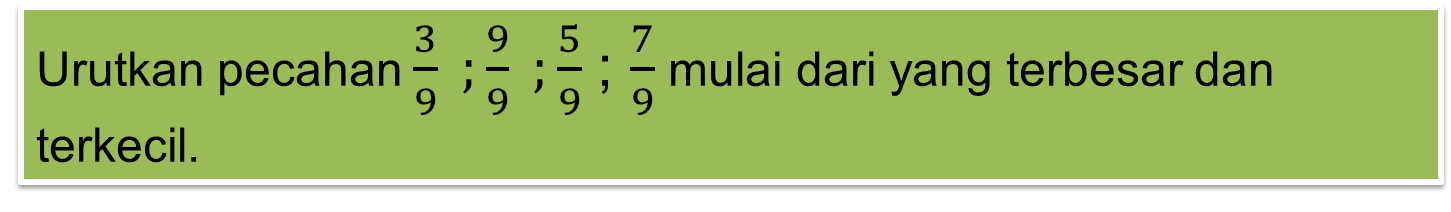 Urutkan pecahan 3/9 ; 9/9 ; 5/9 ; 7/9 mulai dari yang terbesar dan
terkecil.